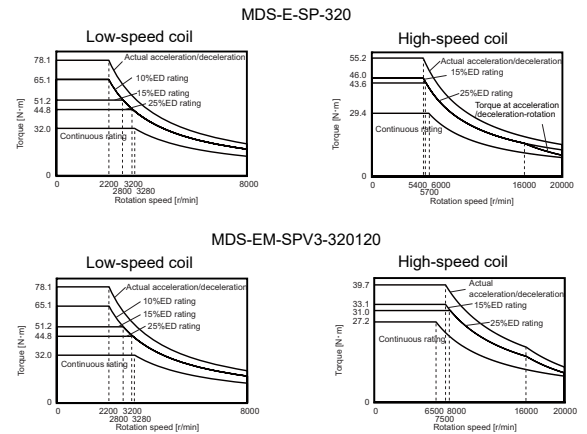 MDS-E-SP-320
Low-speed coil
78.1
65.1
51.2
44.8
32.0
0
Torque [N·m]
Actual acceleration/deceleration
10%ED rating
15%ED rating
25%ED rating
Continuous rating
0
2200
3200
8000
2800
3280
Rotation speed [r/min]
High-speed coil
55.2
46.0
43.6
29.4
0
Torque [N·m]
Actual acceleration/deceleration
15%ED rating
25%ED rating
Torque at acceleration
/deceleration-rotation
Continuous rating
0
5400
6000
16000
20000
5700
Rotation speed [r/min]
MDS-EM-SPV3-320120
Low-speed coil
78.1
65.1
51.2
44.8
32.0
0
Torque [N·m]
Actual acceleration/deceleration
10%ED rating
15%ED rating
25%ED rating
Continuous rating
0
2200
3200
8000
2800
3280
Rotation speed [r/min]
High-speed coil
39.7
33.1
31.0
27.2
0
Torque [N·m]
Actual
acceleration/deceleration
15%ED rating
25%ED rating
Continuous rating
0
6500
8000
16000
20000
7500
Rotation speed [r/min]